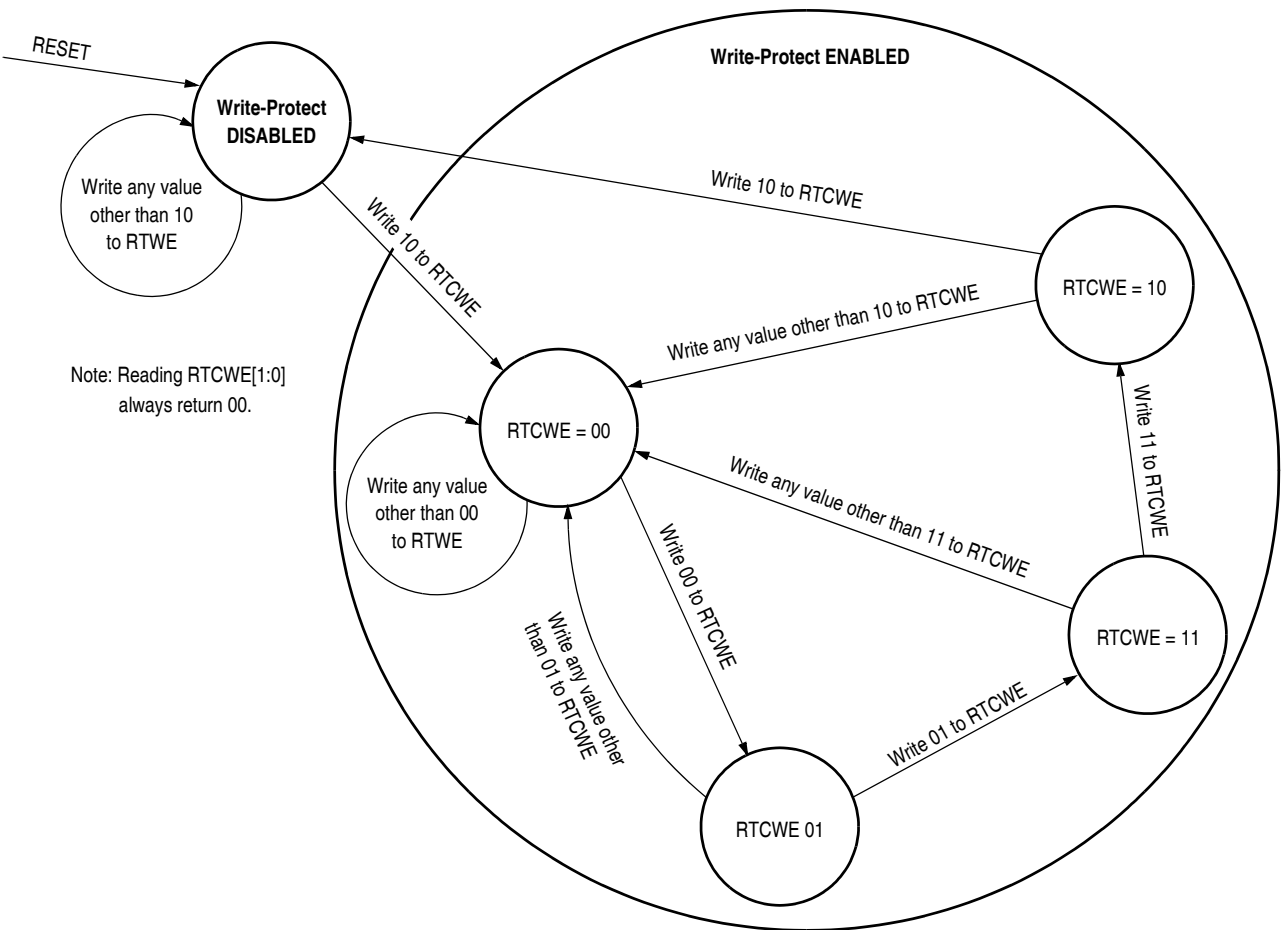 RESET
Write-Protect
DISABLED
Write-Protect ENABLED
Write any value
other than 10
to RTWE
Write 10 to RTCWE
Write 10 to RTCWE
RTCWE = 10
Write any value other than 10 to RTCWE
Note: Reading RTCWE[1:0]
always return 00.
RTCWE = 00
Write 11 to RTCWE
Write any value other than 11 to RTCWE
Write any value
other than 00
to RTWE
Write 00 to RTCWE
Write any value other
than 01 to RTCWE
RTCWE = 11
Write 01 to RTCWE
RTCWE 01